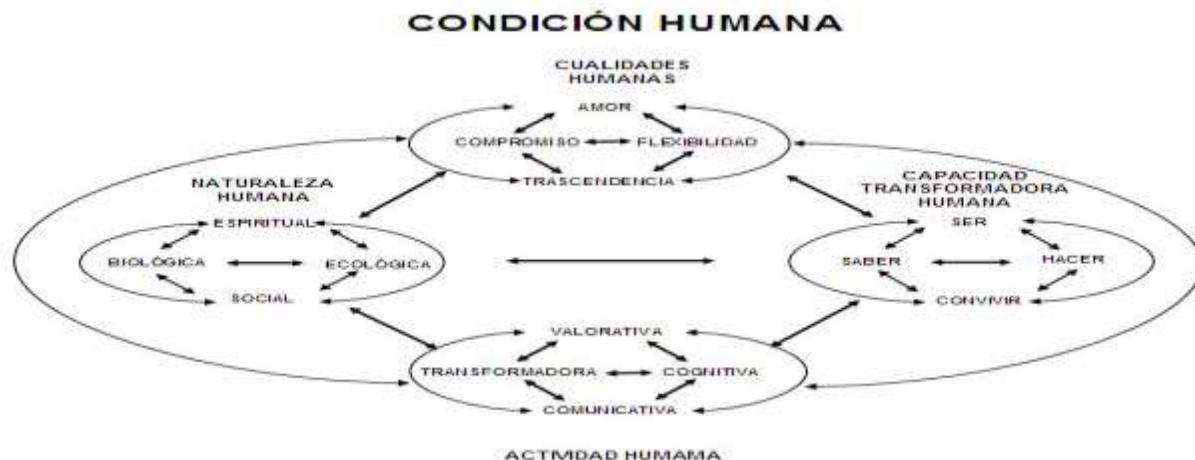 CONDICIÓN HUMANA
CUALIDADES
HUMANAS
AMOR
COMPROMISO
FLEXIBILIDAD
TRASCENDENCIA
NATURALEZA
HUMANA
ESPIRITUAL
BIOLÓGICA
ECOLÓGICA
SOCIAL
CAPACIDAD
TRANSFORMADORA
HUMANA
SER
SABER
HACER
CONVIVIR
VALORATIVA
TRANSFORMADORA
COGNITIVA
COMUNICATIVA
ACTIVIDAD HUMAMA